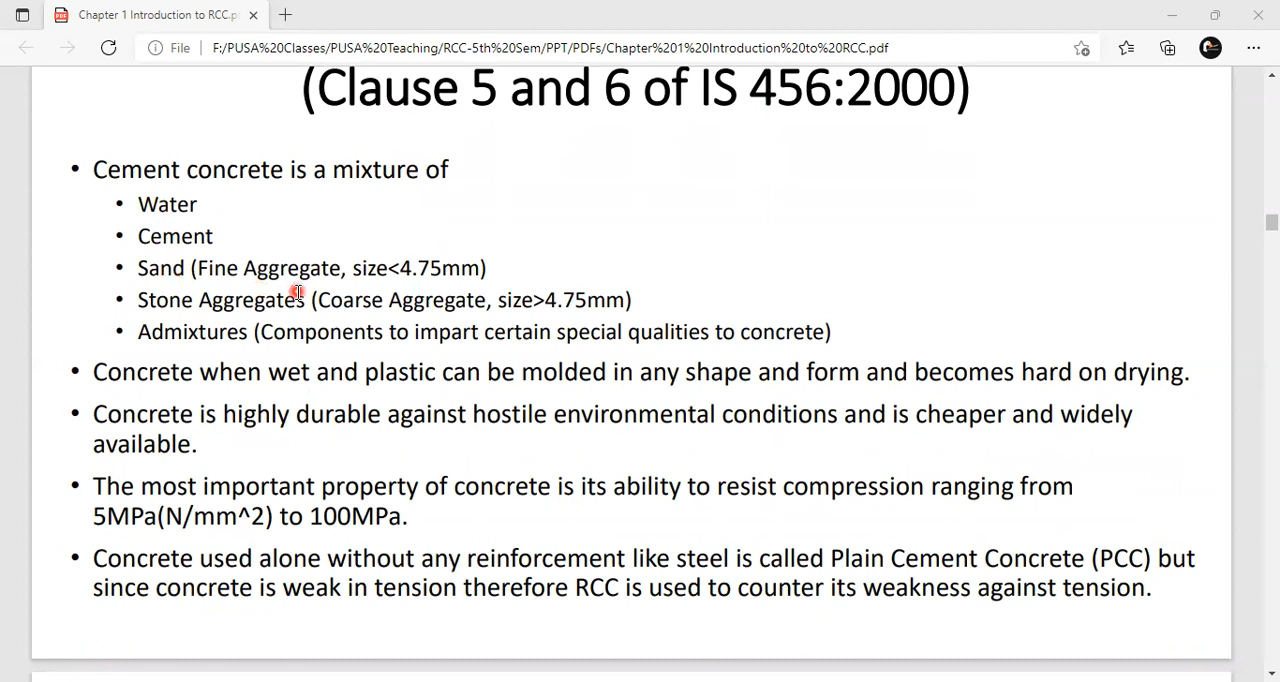 Chapter 1 Introduction to RCC.p
File
F:/PUSA%20Classes/PUSA%20Teaching/RCC-5th%20Sem/PPT/PDFs/Chapter%201%20Introduction%20to%20RCC.pdf
(Clause 5 and 6 of IS 456:2000)
• Cement concrete is a mixture of
• Water
• Cement
• Sand (Fine Aggregate, size<4.75mm)
• Stone Aggregates (Coarse Aggregate, size>4.75mm)
• Admixtures (Components to impart certain special qualities to concrete)
• Concrete when wet and plastic can be molded in any shape and form and becomes hard on drying.
• Concrete is highly durable against hostile environmental conditions and is cheaper and widely
available.
• The most important property of concrete is its ability to resist compression ranging from
5MPa(N/mm^2) to 100MPa.
• Concrete used alone without any reinforcement like steel is called Plain Cement Concrete (PCC) but
since concrete is weak in tension therefore RCC is used to counter its weakness against tension.